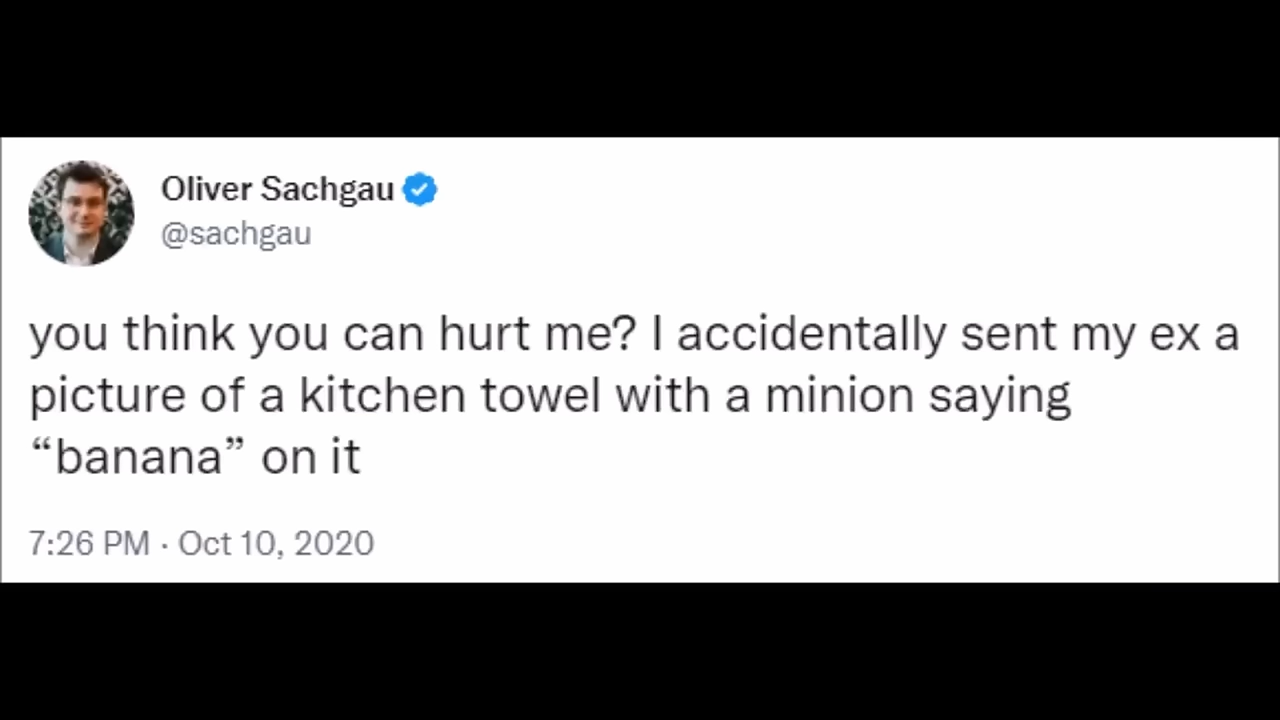 Oliver Sachgau
@sachgau
you think you can hurt me? I accidentally sent my ex a
picture of a kitchen towel with a minion saying
“banana” on it
7:26 PM · Oct 10, 2020